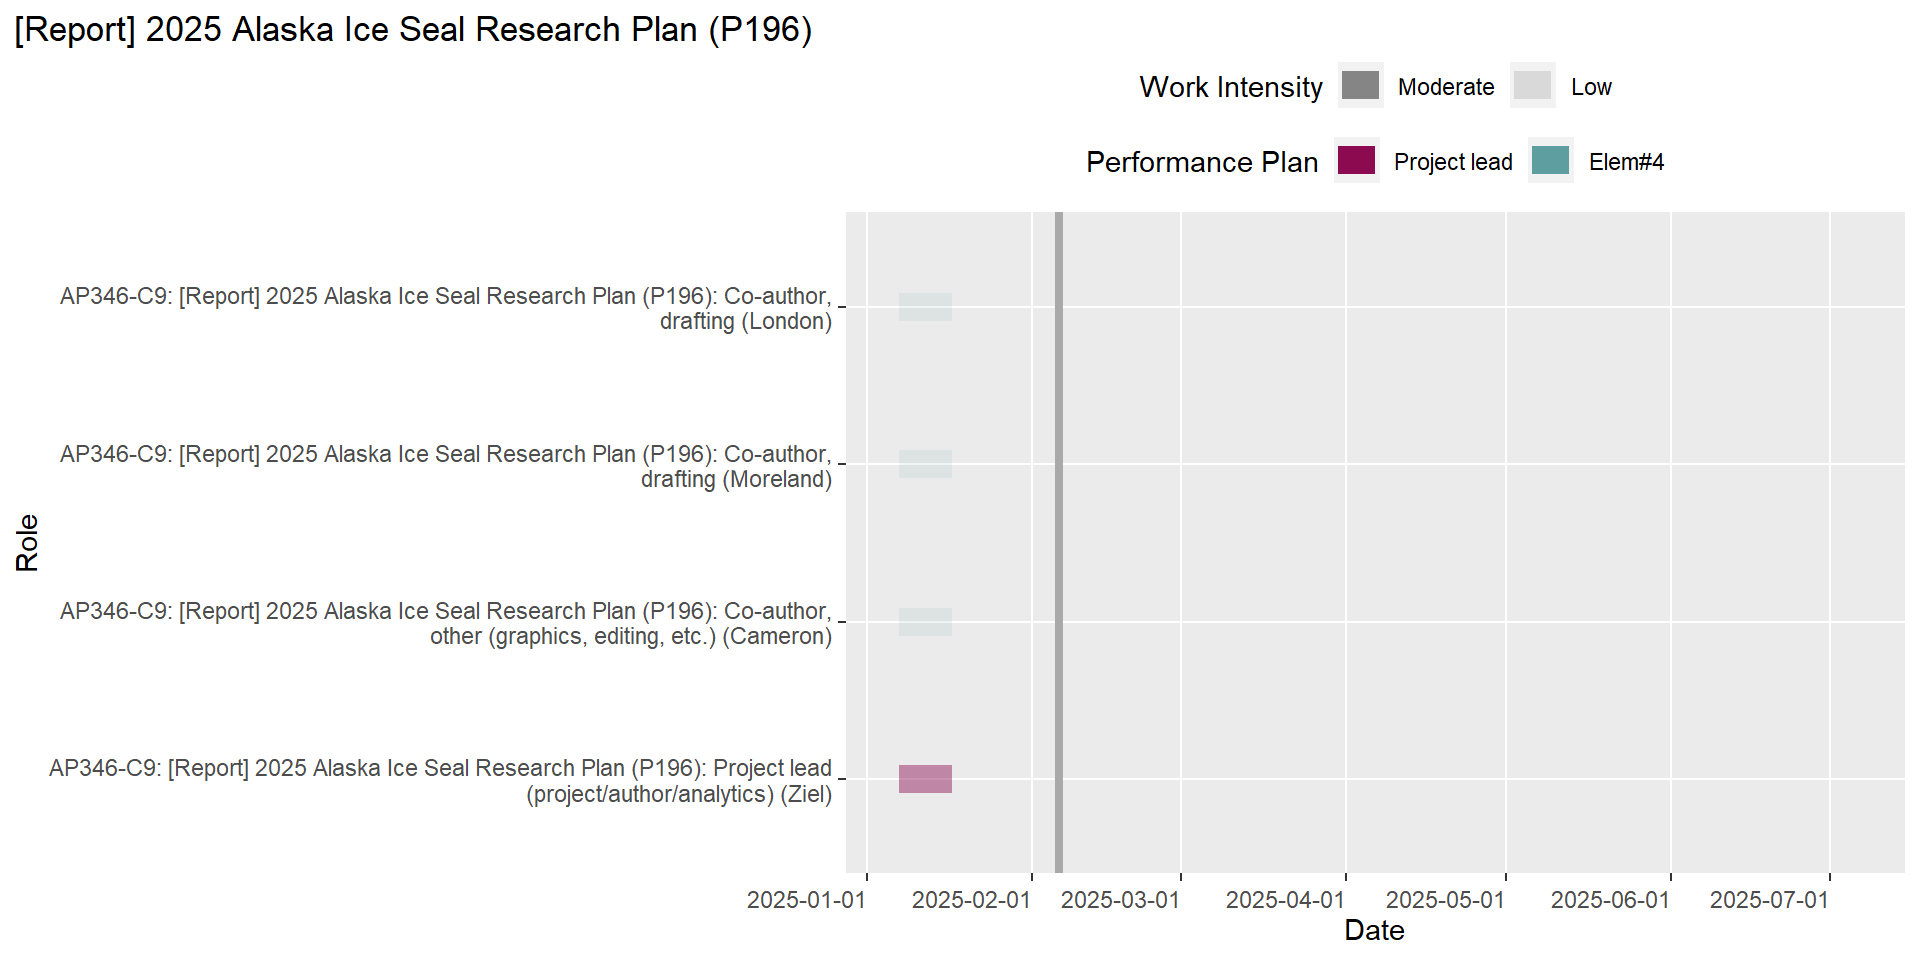 [Report] 2025 Alaska Ice Seal Research Plan (P196)
Work Intensity Moderate Low
Performance Plan Project lead Elem#4
AP346-C9: [Report] 2025 Alaska Ice Seal Research Plan (P196): Co-author,
drafting (London)
AP346-C9: [Report] 2025 Alaska Ice Seal Research Plan (P196): Co-author,
drafting (Moreland)
AP346-C9: [Report] 2025 Alaska Ice Seal Research Plan (P196): Co-author,
other (graphics, editing, etc.) (Cameron)
AP346-C9: [Report] 2025 Alaska Ice Seal Research Plan (P196): Project lead
(project/author/analytics) (Ziel)
Role
2025-01-01 2025-02-01 2025-03-01 2025-04-01 2025-05-01 2025-06-01 2025-07-01
Date